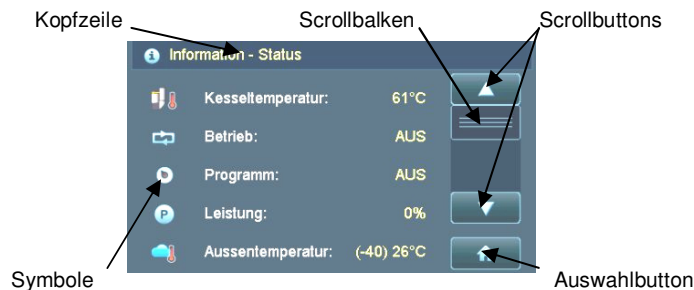 Kopfzeile Scrollbalken Scrollbuttons
Information - Status
Kesseltemperatur: 61°C
Betrieb: AUS
Programm: AUS
P Leistung: 0%
Aussentemperatur: (-40) 26°C
Symbole Auswahlbutton